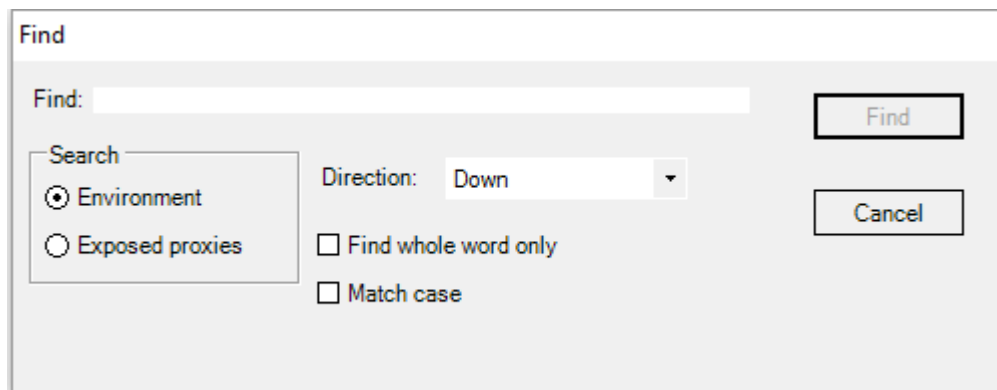 Find
Find:
Find
Search
Environment
Exposed proxies
Direction: Down
Find whole word only
Match case
Cancel